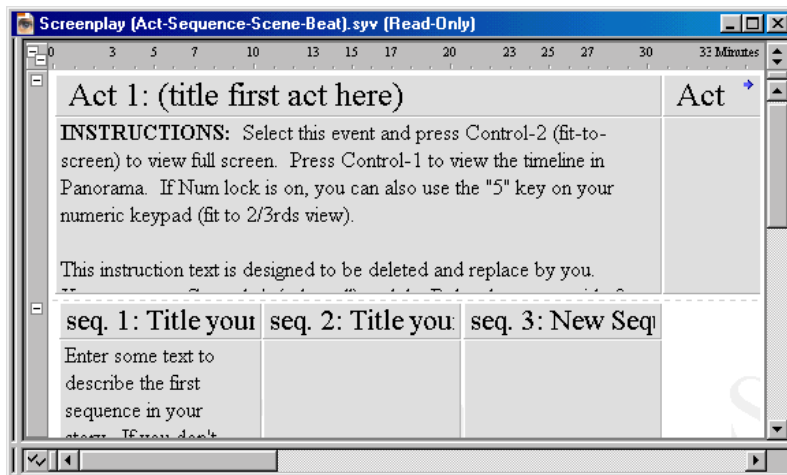 Screenplay (Act-Sequence-Scene-Beat).syv (Read-Only)
0 3 5 7 10 13 15 17 20 23 25 27 30 33 Minutes
Act 1: (title first act here)
Act
INSTRUCTIONS: Select this event and press Control-2 (fit-to-
screen) to view full screen. Press Control-1 to view the timeline in
Panorama. If Num lock is on, you can also use the "5" key on your
numeric keypad (fit to 2/3rds view).
This instruction text is designed to be deleted and replace by you.
seq. 1: Title your
seq. 2: Title you
seq. 3: New Seq
Enter some text to
describe the first
sequence in your
story. If you don't